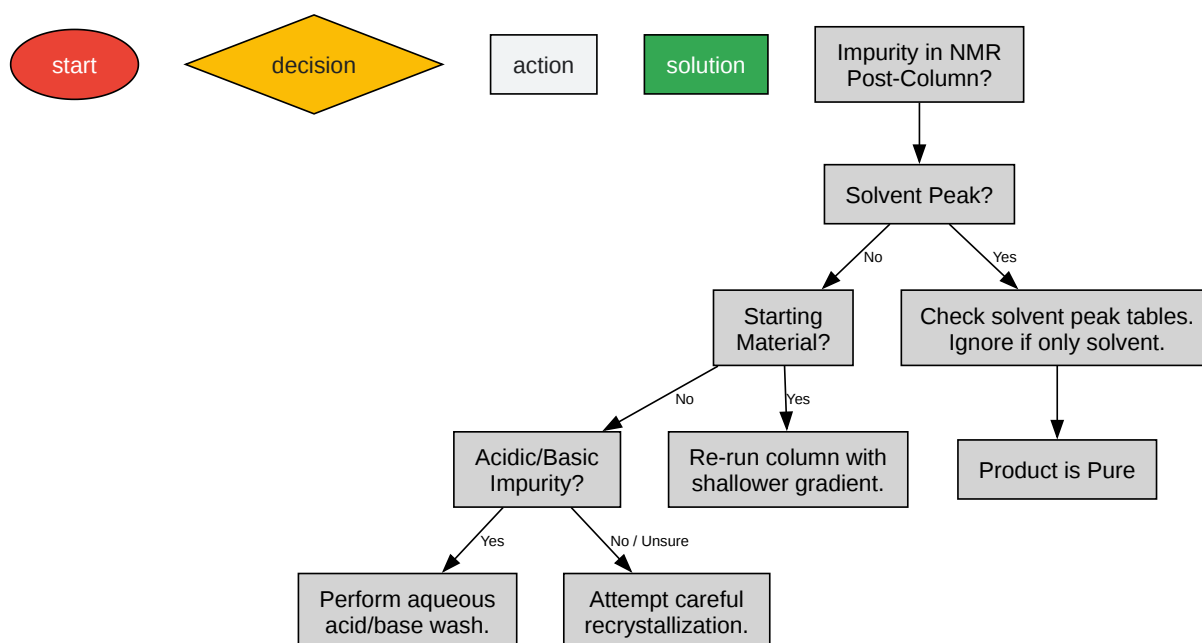 start
decision
action
solution
Impurity in NMR
Post-Column?
Solvent Peak?
No
Yes
Starting
Material?
Check solvent peak tables.
Ignore if only solvent.
No
Yes
Acidic/Basic
Impurity?
Re-run column with
shallower gradient.
Product is Pure
Yes
No / Unsure
Perform aqueous
acid/base wash.
Attempt careful
recrystallization.